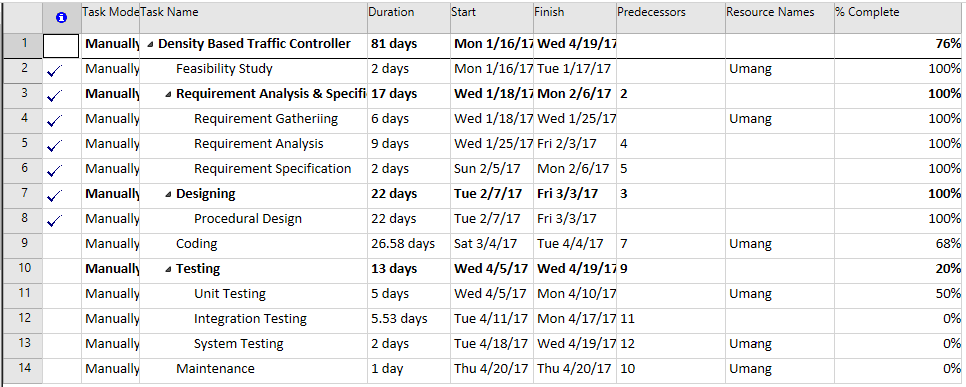 Task Mode Task Name Duration Start Finish Predecessors Resource Names % Complete
1 Manually Density Based Traffic Controller 81 days Mon 1/16/17 Wed 4/19/17 76%
2 Manually Feasibility Study 2 days Mon 1/16/17 Tue 1/17/17 Umang 100%
3 Manually Requirement Analysis & Specifi 17 days Wed 1/18/17 Mon 2/6/17 2 100%
4 Manually Requirement Gatheriing 6 days Wed 1/18/17 Wed 1/25/17 Umang 100%
5 Manually Requirement Analysis 9 days Wed 1/25/17 Fri 2/3/17 4 100%
6 Manually Requirement Specification 2 days Sun 2/5/17 Mon 2/6/17 5 100%
7 Manually Designing 22 days Tue 2/7/17 Fri 3/3/17 3 100%
8 Manually Procedural Design 22 days Tue 2/7/17 Fri 3/3/17 100%
9 Manually Coding 26.58 days Sat 3/4/17 Tue 4/4/17 7 Umang 68%
10 Manually Testing 13 days Wed 4/5/17 Wed 4/19/17 9 20%
11 Manually Unit Testing 5 days Wed 4/5/17 Mon 4/10/17 Umang 50%
12 Manually Integration Testing 5.53 days Tue 4/11/17 Mon 4/17/17 11 0%
13 Manually System Testing 2 days Tue 4/18/17 Wed 4/19/17 12 Umang 0%
14 Manually Maintenance 1 day Thu 4/20/17 Thu 4/20/17 10 Umang 0%